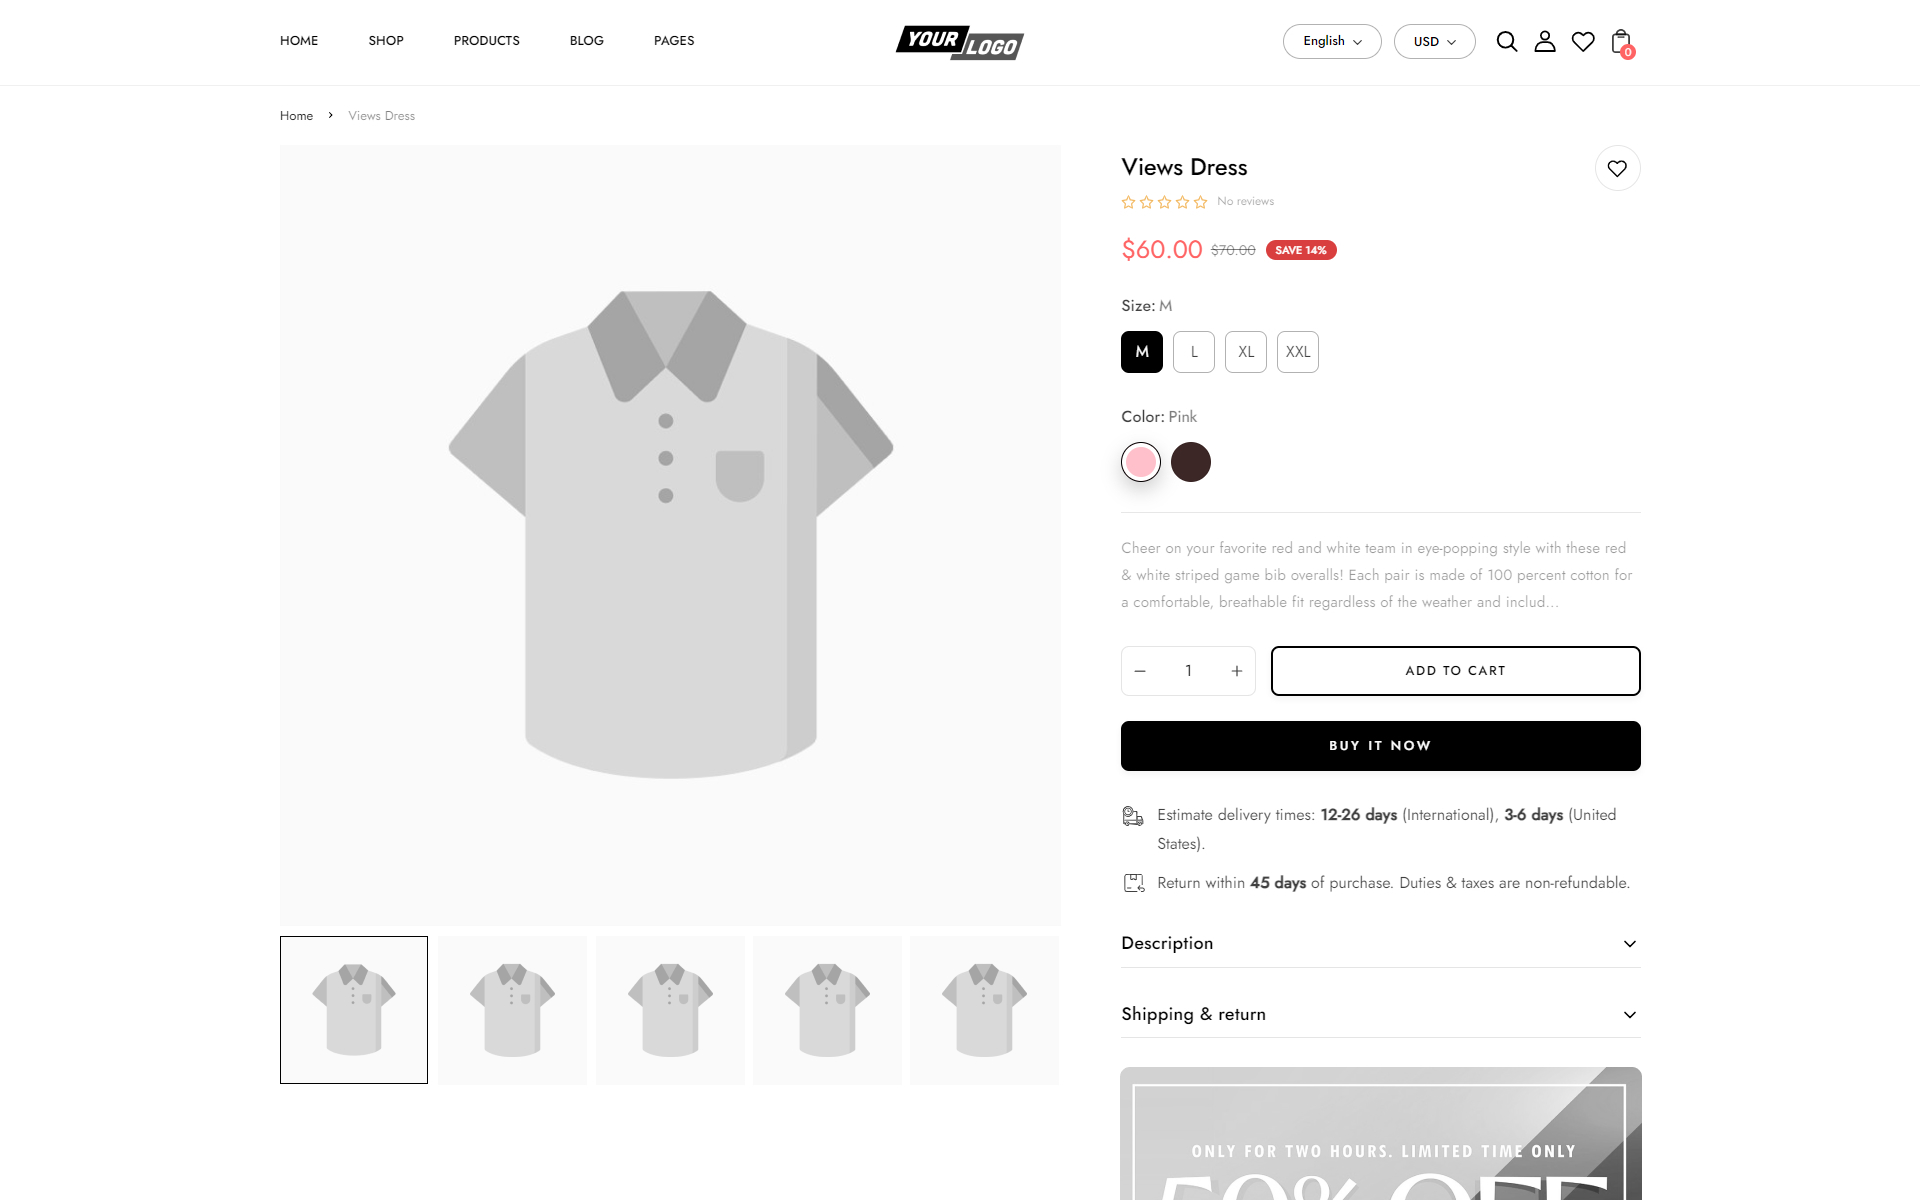 HOME
SHOP
PRODUCTS
BLOG
PAGES
YOUR
LOGO
English
USD
0
Home
Views Dress
Views Dress
No reviews
$60.00 $70.00 SAVE 14%
Size: M
M
L
XL
XXL
Color: Pink
Cheer on your favorite red and white team in eye-popping style with these red
& white striped game bib overalls! Each pair is made of 100 percent cotton for
a comfortable, breathable fit regardless of the weather and includ...
1
ADD TO CART
BUY IT NOW
Estimate delivery times: 12-26 days (International), 3-6 days (United
States).
Return within 45 days of purchase. Duties & taxes are non-refundable.
Description
Shipping & return
ONLY FOR TWO HOURS. LIMITED TIME ONLY
50% OFF